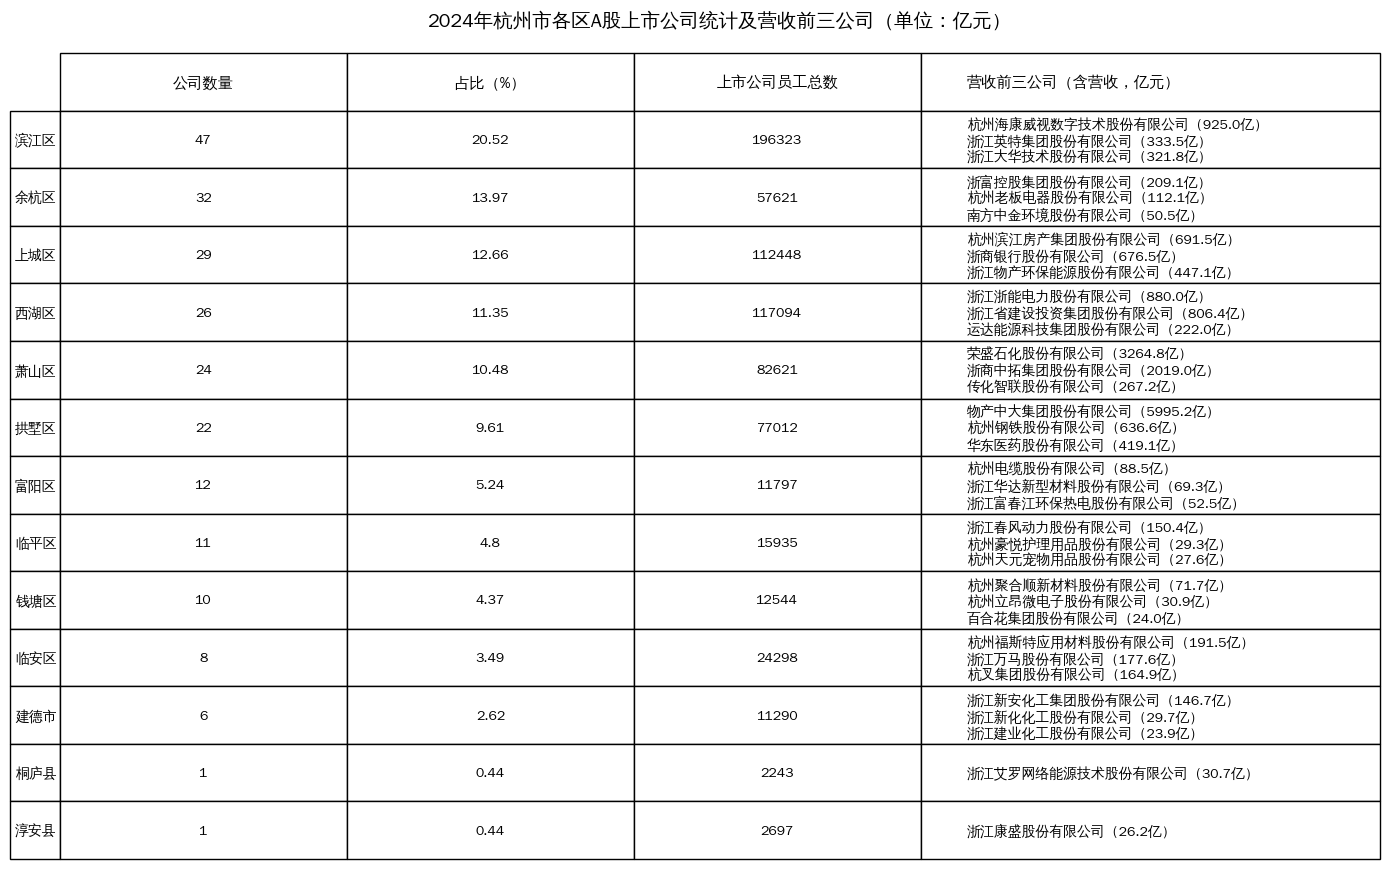 2024年杭州市各区A股上市公司统计及营收前三公司（单位：亿元）
公司数量 占比（%） 上市公司员工总数 营收前三公司（含营收，亿元）
滨江区 47 20.52 196323 杭州海康威视数字技术股份有限公司（925.0亿）
浙江英特集团股份有限公司（333.5亿）
浙江大华技术股份有限公司（321.8亿）
余杭区 32 13.97 57621 浙富控股集团股份有限公司（209.1亿）
杭州老板电器股份有限公司（112.1亿）
南方中金环境股份有限公司（50.5亿）
上城区 29 12.66 112448 杭州滨江房产集团股份有限公司（691.5亿）
浙商银行股份有限公司（676.5亿）
浙江物产环保能源股份有限公司（447.1亿）
西湖区 26 11.35 117094 浙江浙能电力股份有限公司（880.0亿）
浙江省建设投资集团股份有限公司（806.4亿）
运达能源科技集团股份有限公司（222.0亿）
萧山区 24 10.48 82621 荣盛石化股份有限公司（3264.8亿）
浙商中拓集团股份有限公司（2019.0亿）
传化智联股份有限公司（267.2亿）
拱墅区 22 9.61 77012 物产中大集团股份有限公司（5995.2亿）
杭州钢铁股份有限公司（636.6亿）
华东医药股份有限公司（419.1亿）
富阳区 12 5.24 11797 杭州电缆股份有限公司（88.5亿）
浙江华达新型材料股份有限公司（69.3亿）
浙江富春江环保热电股份有限公司（52.5亿）
临平区 11 4.8 15935 浙江春风动力股份有限公司（150.4亿）
杭州豪悦护理用品股份有限公司（29.3亿）
杭州天元宠物用品股份有限公司（27.6亿）
钱塘区 10 4.37 12544 杭州聚合顺新材料股份有限公司（71.7亿）
杭州立昂微电子股份有限公司（30.9亿）
百合花集团股份有限公司（24.0亿）
临安区 8 3.49 24298 杭州福斯特应用材料股份有限公司（191.5亿）
浙江万马股份有限公司（177.6亿）
杭叉集团股份有限公司（164.9亿）
建德市 6 2.62 11290 浙江新安化工集团股份有限公司（146.7亿）
浙江新化化工股份有限公司（29.7亿）
浙江建业化工股份有限公司（23.9亿）
桐庐县 1 0.44 2243 浙江艾罗网络能源技术股份有限公司（30.7亿）
淳安县 1 0.44 2697 浙江康盛股份有限公司（26.2亿）